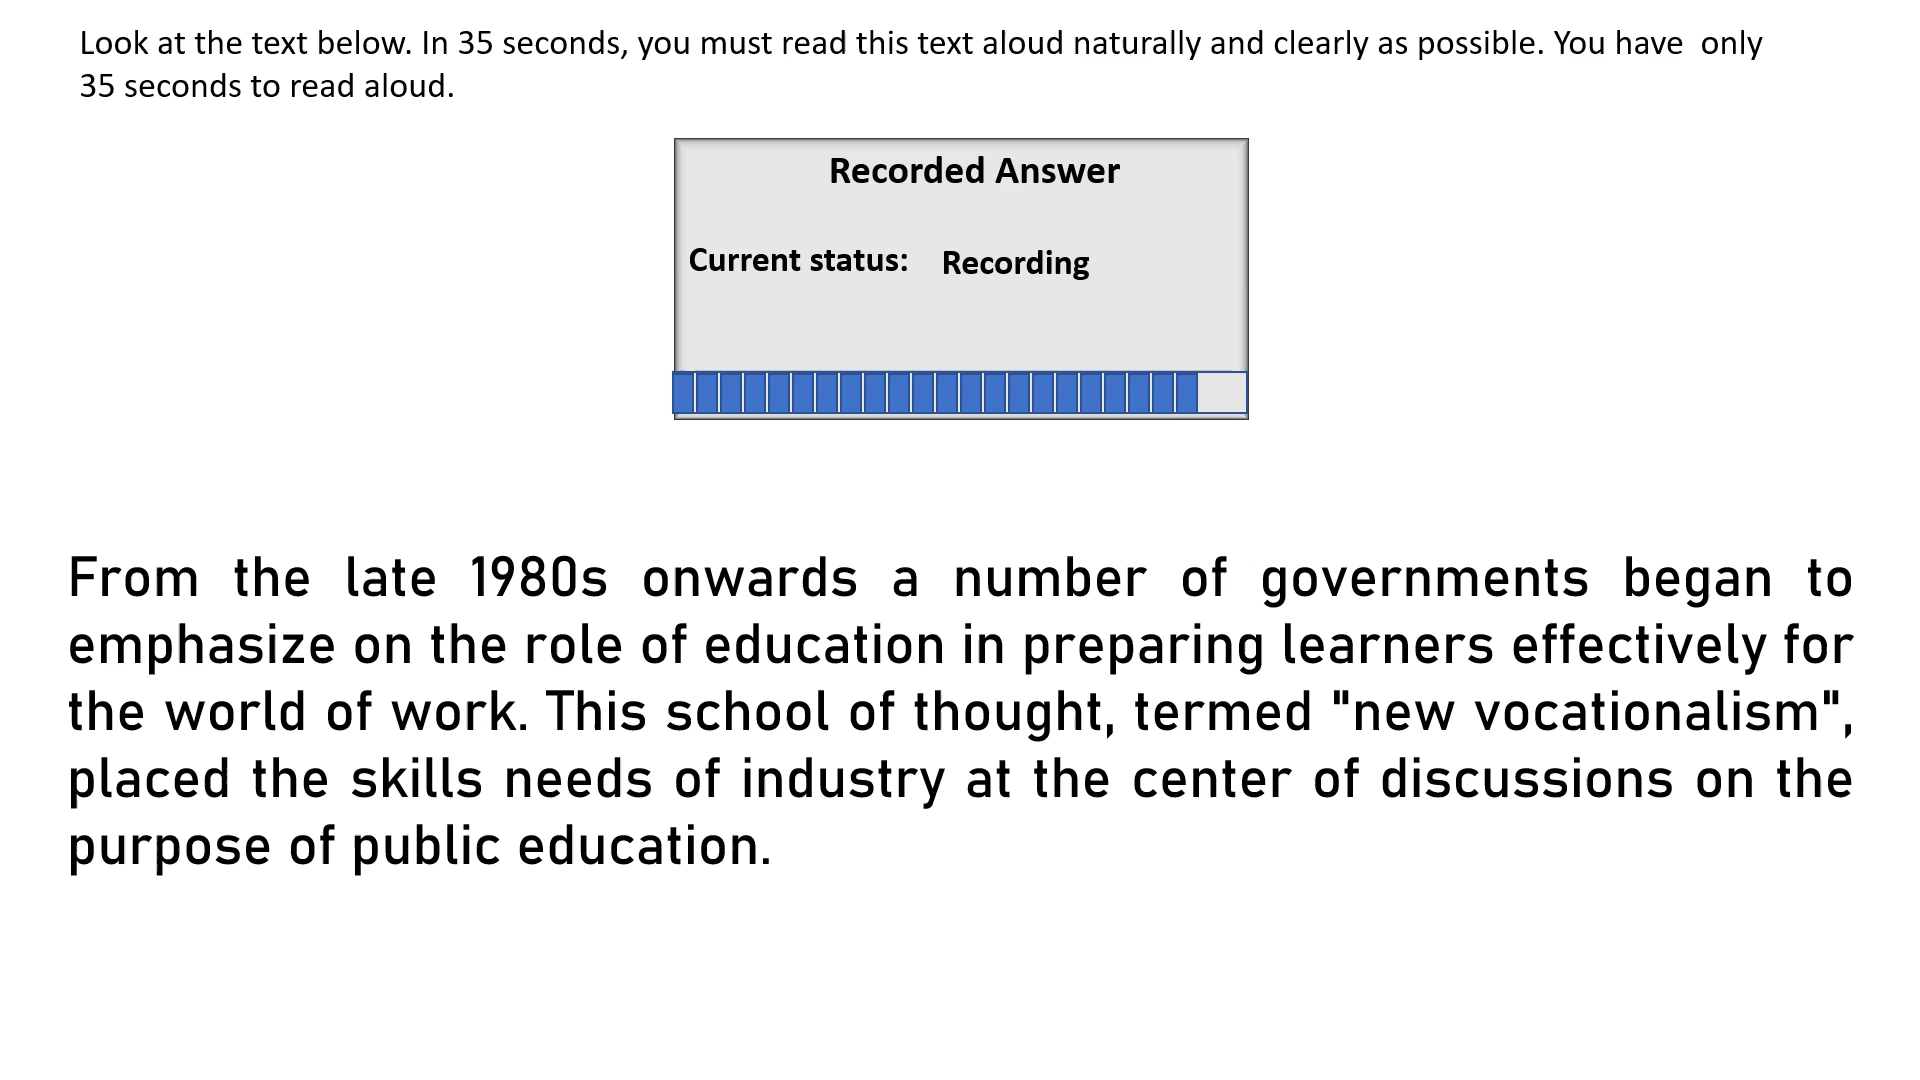 Look at the text below. In 35 seconds, you must read this text aloud naturally and clearly as possible. You have  only
35 seconds to read aloud.
Recorded Answer
Current status: Recording
From the late 1980s onwards a number of governments began to
emphasize on the role of education in preparing learners effectively for
the world of work. This school of thought, termed "new vocationalism",
placed the skills needs of industry at the center of discussions on the
purpose of public education.